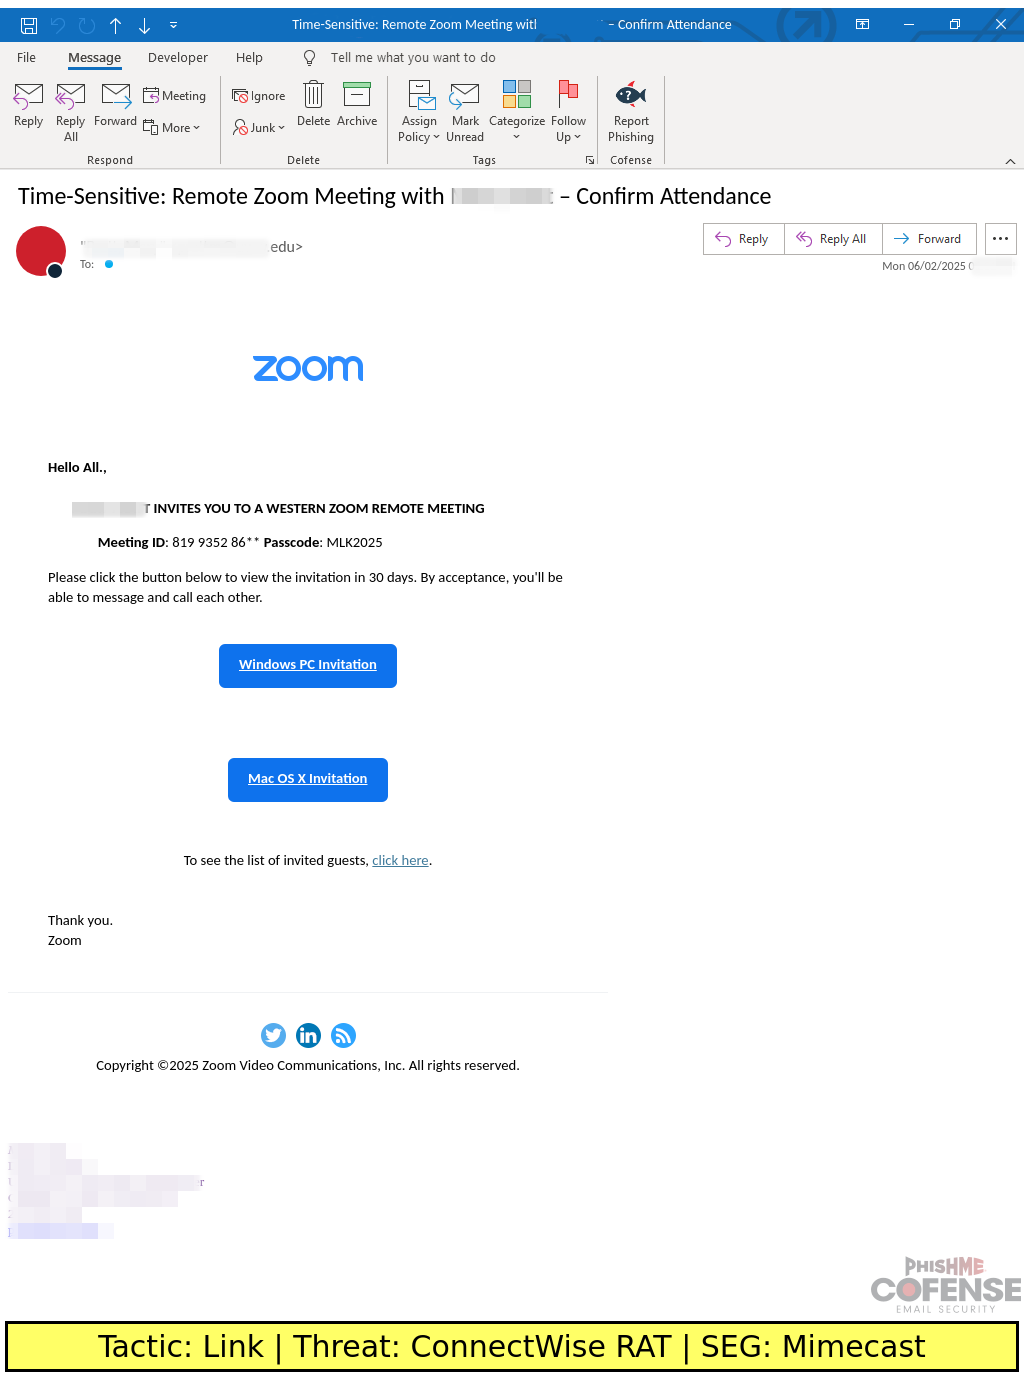 Time-Sensitive: Remote Zoom Meeting with – Confirm Attendance
File Message Developer Help Tell me what you want to do
Reply
Reply All
Forward
Meeting
More
Respond
Ignore
Junk
Delete
Archive
Delete
Assign Policy
Mark Unread
Categorize
Follow Up
Tags
Report Phishing
Cofense
Time-Sensitive: Remote Zoom Meeting with – Confirm Attendance
edu>
To:
Reply Reply All Forward
Mon 06/02/2025
zoom
Hello All.,
INVITES YOU TO A WESTERN ZOOM REMOTE MEETING
Meeting ID: 819 9352 86** Passcode: MLK2025
Please click the button below to view the invitation in 30 days. By acceptance, you'll be
able to message and call each other.
Windows PC Invitation
Mac OS X Invitation
To see the list of invited guests, click here.
Thank you.
Zoom
in
Copyright ©2025 Zoom Video Communications, Inc. All rights reserved.
PHISHME
COFENSE
EMAIL SECURITY
Tactic: Link | Threat: ConnectWise RAT | SEG: Mimecast